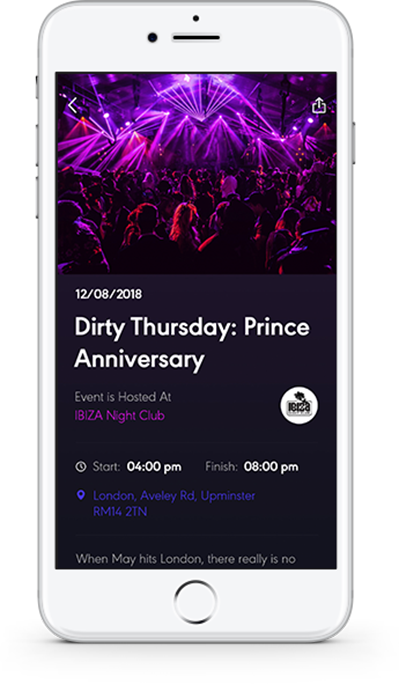 12/08/2018
Dirty Thursday: Prince
Anniversary
Event is Hosted At
IBIZA Night Club
IBIZA
Start: 04:00 pm Finish: 08:00 pm
London, Aveley Rd, Upminster
RM14 2TN
When May hits London, there really is no